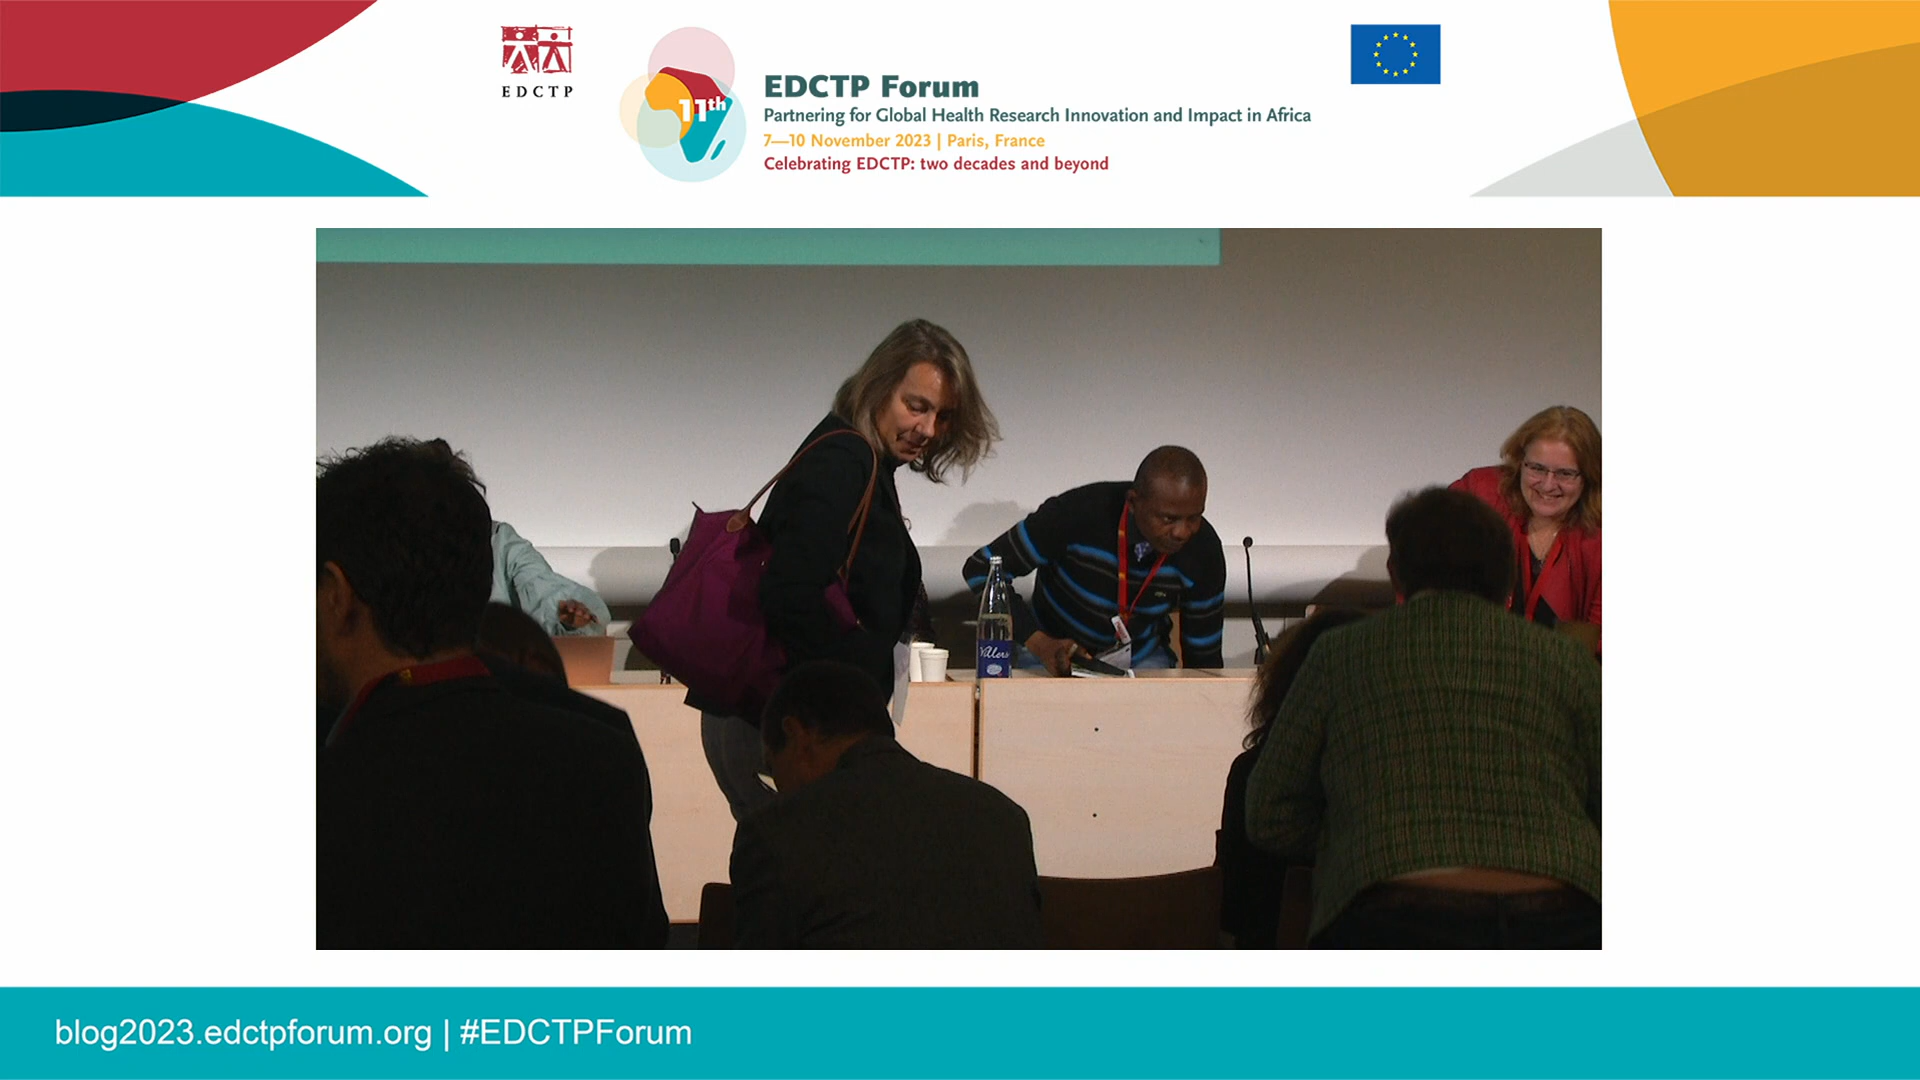 EDCTP
11th
EDCTP Forum
Partnering for Global Health Research Innovation and Impact in Africa
7—10 November 2023 | Paris, France
Celebrating EDCTP: two decades and beyond
blog2023.edctpforum.org | #EDCTPForum